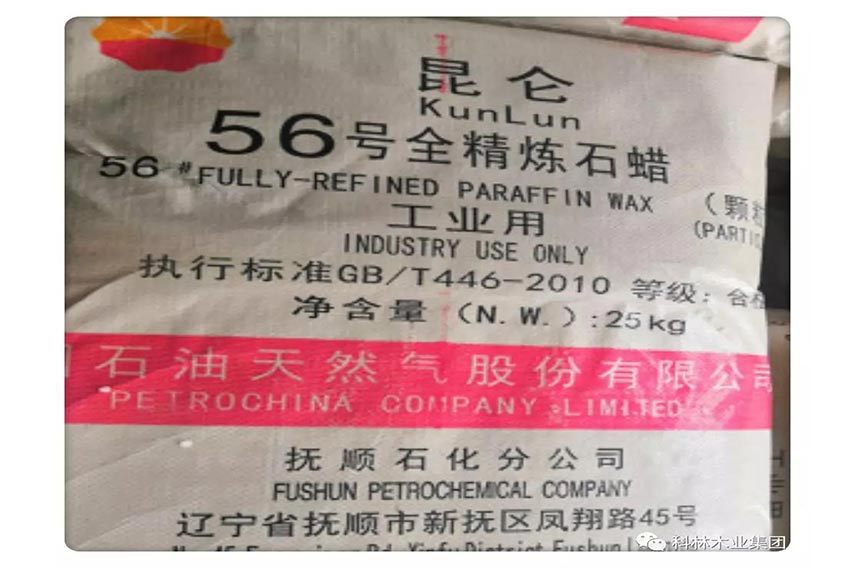 昆仑
KunLun
56号全精炼石蜡
56 #FULLY-REFINED PARAFFIN WAX
(颗
工业用
INDUSTRY USE ONLY
执行标准GB/T446-2010 等级:合
净含量 (N.W.):25kg
石油天然气股份有限公司
PETROCHINA COMPANY LIMITED
抚顺石化分公司
FUSHUN PETROCHEMICAL COMPANY
辽宁省抚顺市新抚区凤翔路45号
科林木业集团